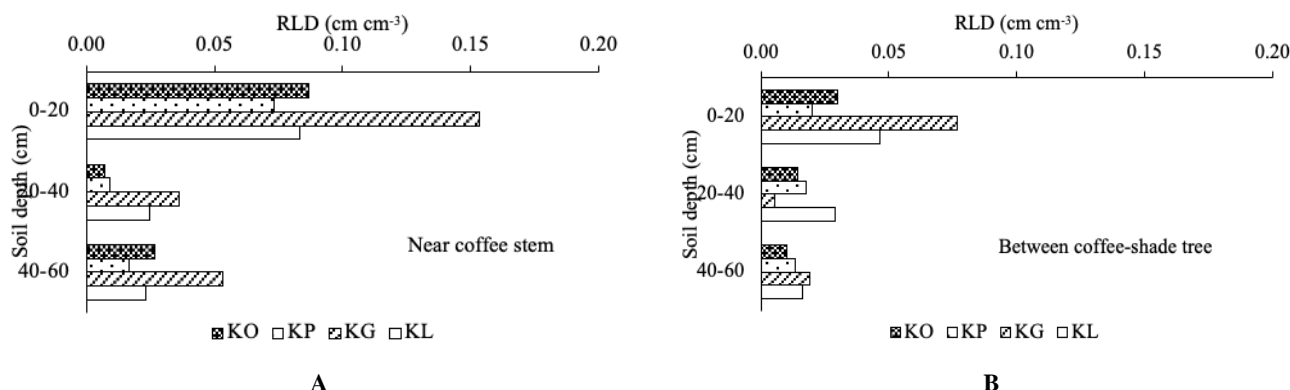 RLD (cm cm-3)
0.00 0.05 0.10 0.15 0.20
Soil depth (cm)
0-20
20-40
40-60
Near coffee stem
KO KP KG KL
A
RLD (cm cm-3)
0.00 0.05 0.10 0.15 0.20
Soil depth (cm)
0-20
20-40
40-60
Between coffee-shade tree
KO KP KG KL
B